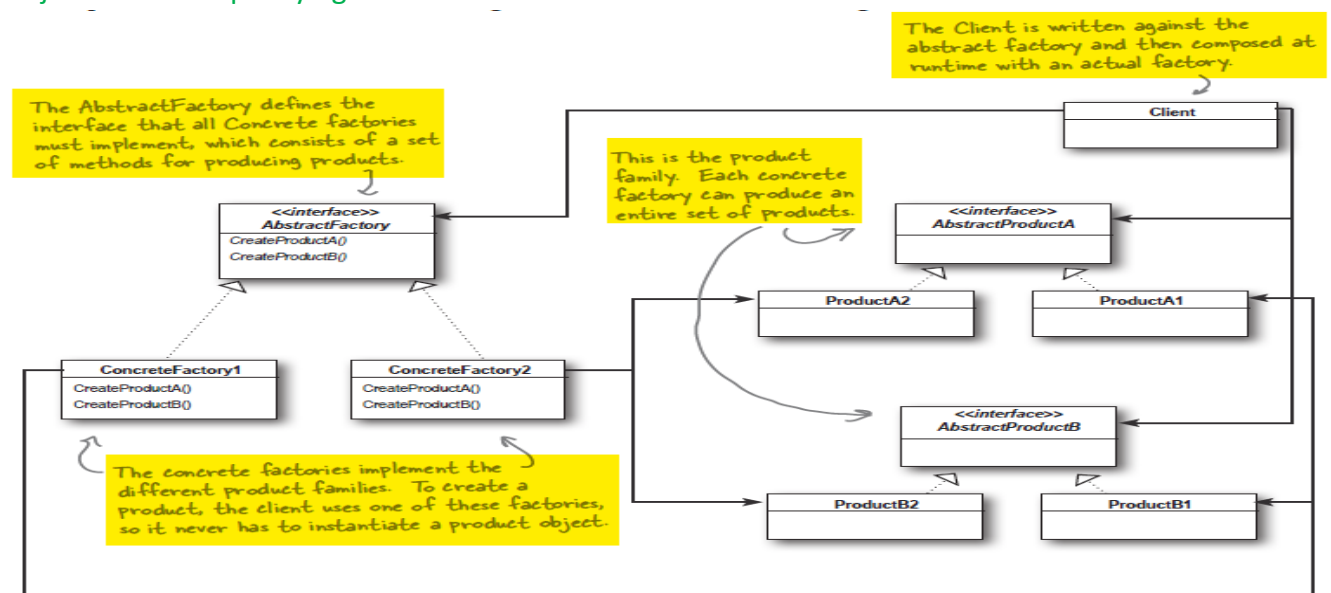 The Client is written against the
abstract factory and then composed at
runtime with an actual factory.
Client
The AbstractFactory defines the
interface that all Concrete factories
must implement, which consists of a set
of methods for producing products.
This is the product
family. Each concrete
factory can produce an
entire set of products.
<<interface>>
AbstractFactory
CreateProductA()
CreateProductB()
<<interface>>
AbstractProductA
ProductA2
ProductA1
ConcreteFactory1
CreateProductA()
CreateProductB()
ConcreteFactory2
CreateProductA()
CreateProductB()
<<interface>>
AbstractProductB
The concrete factories implement the
different product families. To create a
product, the client uses one of these factories,
so it never has to instantiate a product object.
ProductB2
ProductB1